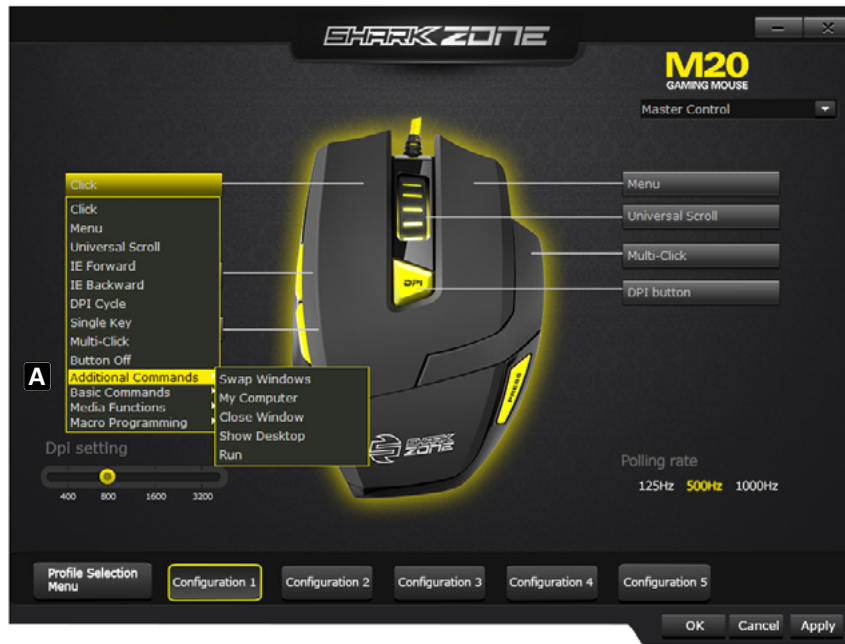 SHARK ZONE
M20
GAMING MOUSE
Master Control
Click
Click
Menu
Universal Scroll
IE Forward
IE Backward
DPI Cycle
Single Key
Multi-Click
Button Off
A
Additional Commands
Basic Commands
Media Functions
Macro Programming
Swap Windows
My Computer
Close Window
Show Desktop
Run
Menu
Universal Scroll
Multi-Click
DPI button
DPI
PRESS
SHARK
ZONE
Dpi setting
400 800 1600 3200
Polling rate
125Hz 500Hz 1000Hz
Profile Selection
Menu
Configuration 1
Configuration 2
Configuration 3
Configuration 4
Configuration 5
OK Cancel Apply